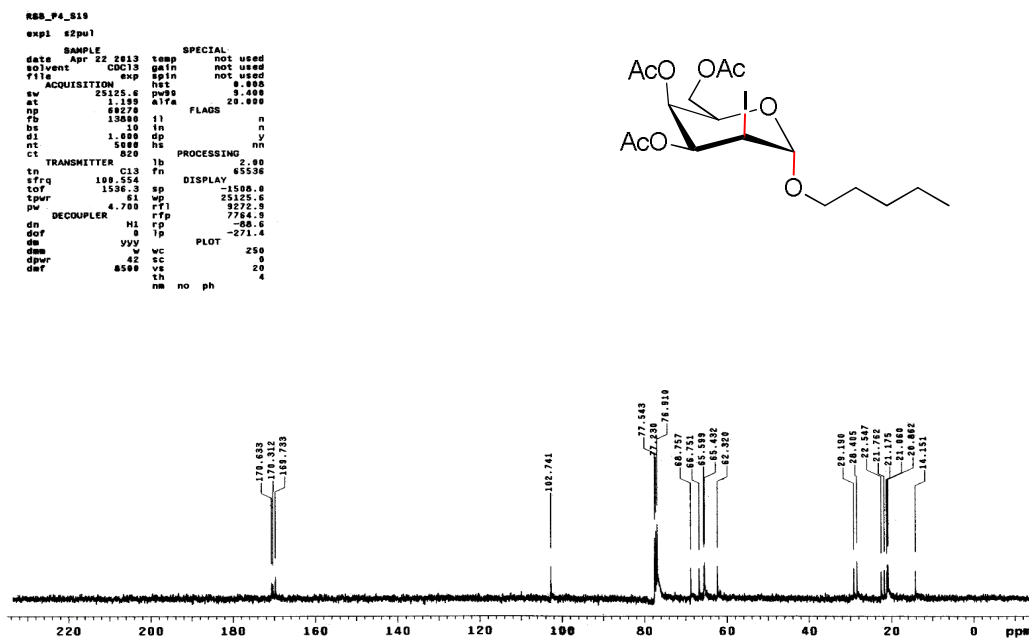 RSB_P4_S19
exp1 s2pul
SAMPLE
date Apr 22 2013
solvent CDCl3
file exp
ACQUISITION
sw 25125.6
at 1.199
np 60270
fb 13800
bs 10
d1 1.000
nt 5000
ct 820
TRANSMITTER
tn C13
sfrq 100.554
tof 1536.3
tpwr 61
pw 4.700
DECOUPLER
dn H1
dof 0
dm yyy
dmm w
dpwr 42
dmf 8500
SPECIAL
temp not used
gain not used
spin not used
hst 0.008
pw90 9.400
alfa 20.000
FLAGS
il n
in n
dp y
hs nn
PROCESSING
lb 2.00
fn 65536
DISPLAY
sp -1508.0
wp 25125.6
rfl 9272.9
rfp 7764.9
rp -88.6
lp -271.4
PLOT
wc 250
sc 0
vs 20
th 4
nm no ph
AcO OAc
O
AcO
O
170.633
170.312
169.733
102.741
77.543
77.230
76.910
68.757
66.751
65.599
65.432
62.320
29.190
28.405
22.547
21.762
21.175
21.060
20.862
14.151
220 200 180 160 140 120 100 80 60 40 20 0 ppm